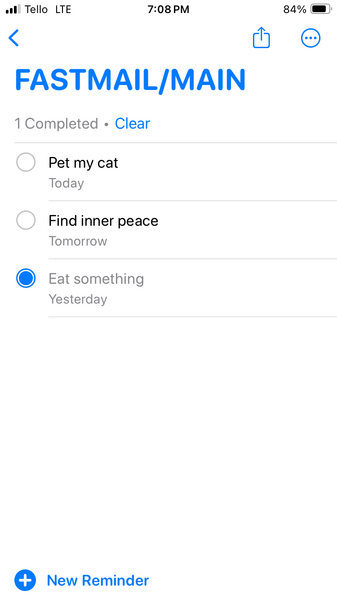 Tello LTE 7:08 PM 84%
FASTMAIL/MAIN
1 Completed • Clear
Pet my cat
Today
Find inner peace
Tomorrow
Eat something
Yesterday
New Reminder